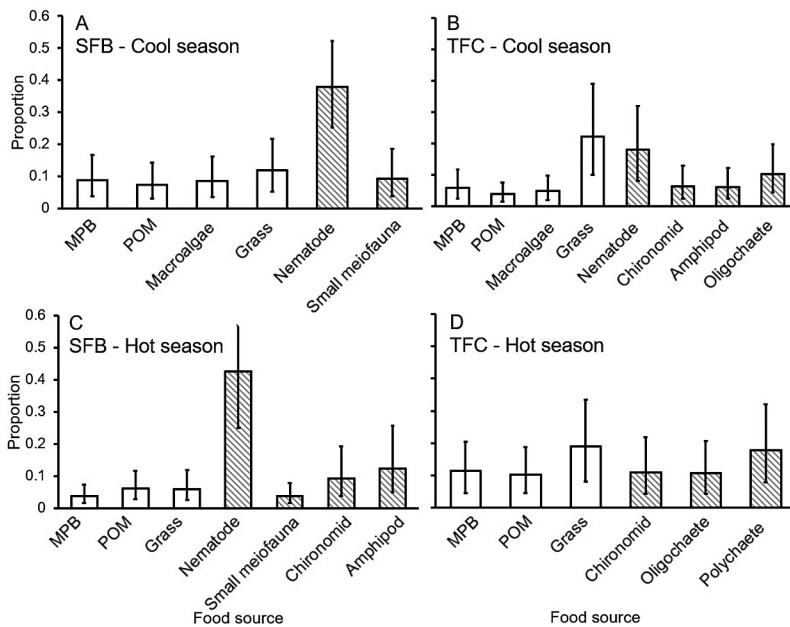 A
SFB - Cool season
0.6
0.5
0.4
0.3
0.2
0.1
0
Proportion
MPB
POM
Macroalgae
Grass
Nematode
Small meiofauna
B
TFC - Cool season
MPB
POM
Macroalgae
Grass
Nematode
Chironomid
Amphipod
Oligochaete
C
SFB - Hot season
0.6
0.5
0.4
0.3
0.2
0.1
0
Proportion
MPB
POM
Grass
Nematode
Small meiofauna
Chironomid
Amphipod
Food source
D
TFC - Hot season
MPB
POM
Grass
Chironomid
Oligochaete
Polychaete
Food source